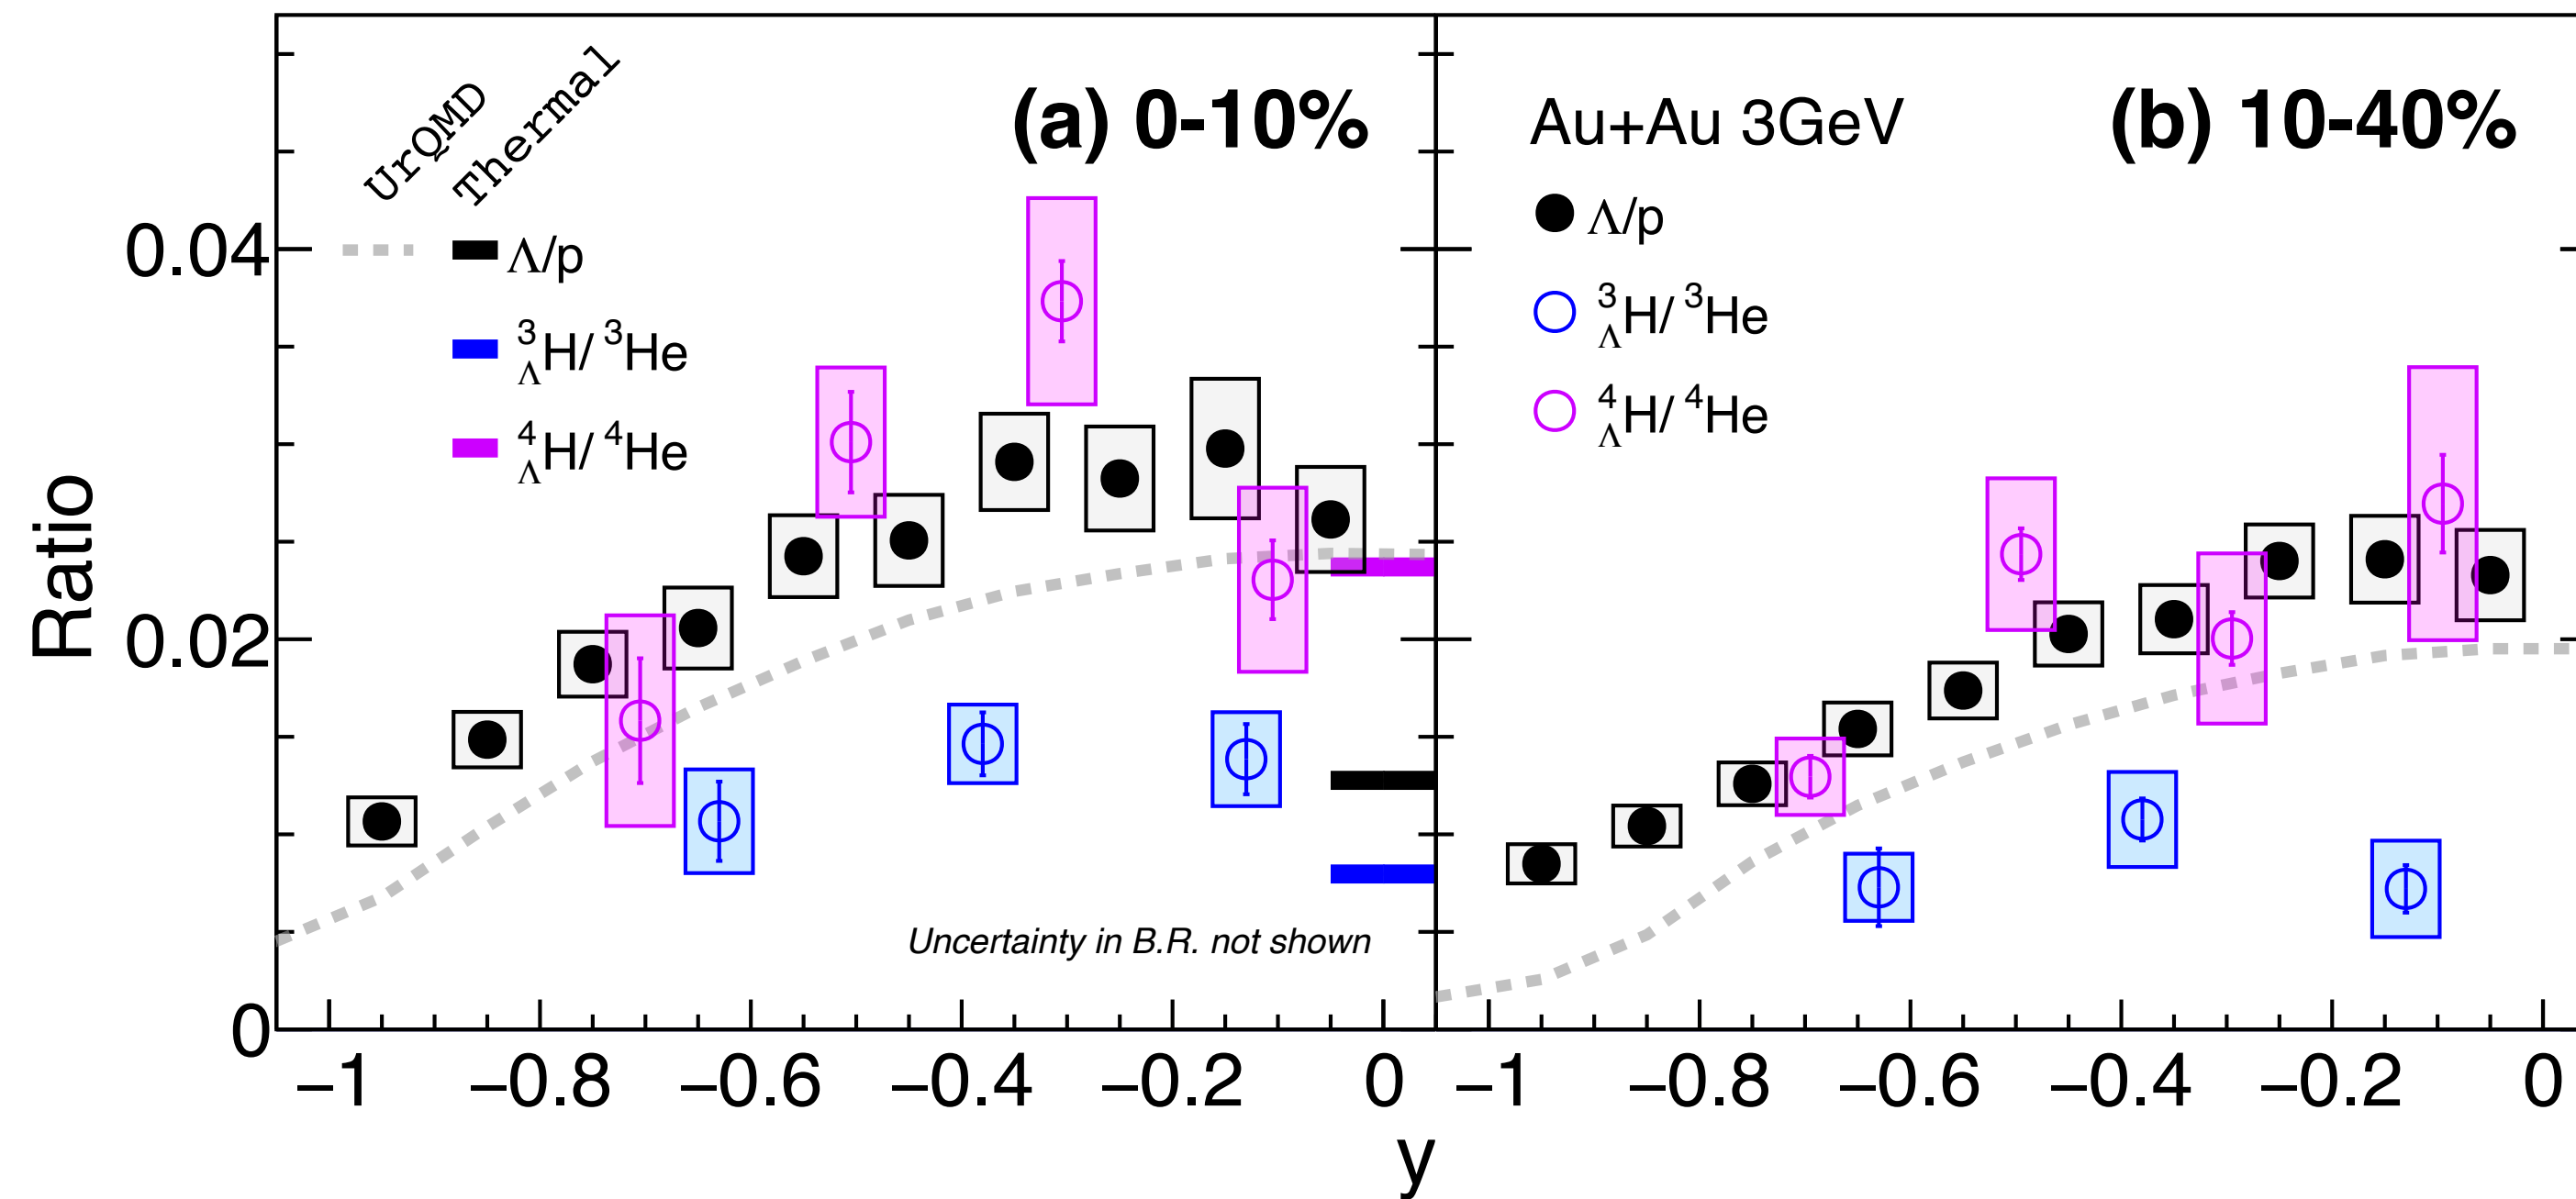 UrQMD
Thermal
(a) 0-10%
Λ/p
³ΛH/ ³He
⁴ΛH/ ⁴He
Uncertainty in B.R. not shown
Au+Au 3GeV
(b) 10-40%
Λ/p
³ΛH/ ³He
⁴ΛH/ ⁴He
Ratio
0.04
0.02
0
−1 −0.8 −0.6 −0.4 −0.2 0
−1 −0.8 −0.6 −0.4 −0.2 0
y